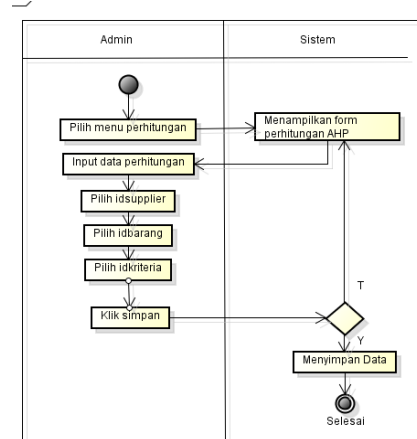 Admin
Sistem
Pilih menu perhitungan
Menampilkan form
perhitungan AHP
Input data perhitungan
Pilih idsupplier
Pilih idbarang
Pilih idkriteria
Klik simpan
T
Y
Menyimpan Data
Selesai